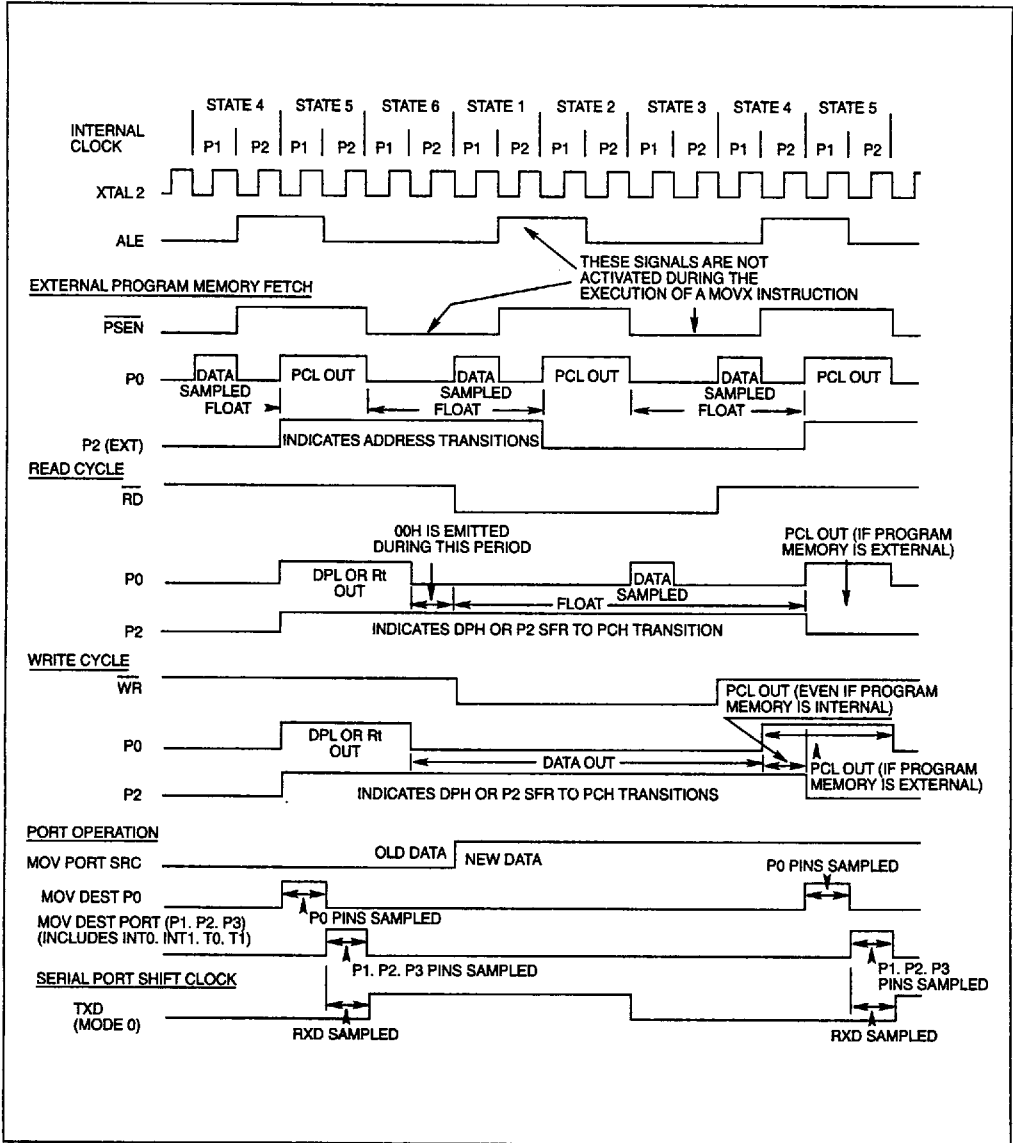 STATE 4 STATE 5 STATE 6 STATE 1 STATE 2 STATE 3 STATE 4 STATE 5
INTERNAL
CLOCK
P1 P2 P1 P2 P1 P2 P1 P2 P1 P2 P1 P2 P1 P2 P1 P2
XTAL 2
ALE
THESE SIGNALS ARE NOT
ACTIVATED DURING THE
EXECUTION OF A MOVX INSTRUCTION
EXTERNAL PROGRAM MEMORY FETCH
PSEN
P0
DATA PCL OUT DATA PCL OUT DATA PCL OUT
SAMPLED SAMPLED SAMPLED
FLOAT FLOAT FLOAT
P2 (EXT)
INDICATES ADDRESS TRANSITIONS
READ CYCLE
RD
00H IS EMITTED
DURING THIS PERIOD
PCL OUT (IF PROGRAM
MEMORY IS EXTERNAL)
P0
DPL OR Rt
OUT
DATA
SAMPLED
FLOAT
P2
INDICATES DPH OR P2 SFR TO PCH TRANSITION
WRITE CYCLE
WR
PCL OUT (EVEN IF PROGRAM
MEMORY IS INTERNAL)
P0
DPL OR Rt
OUT
DATA OUT
PCL OUT (IF PROGRAM
MEMORY IS EXTERNAL)
P2
INDICATES DPH OR P2 SFR TO PCH TRANSITIONS
PORT OPERATION
MOV PORT SRC
OLD DATA NEW DATA
P0 PINS SAMPLED
MOV DEST P0
P0 PINS SAMPLED
MOV DEST PORT (P1. P2. P3)
(INCLUDES INT0. INT1. T0. T1)
P1. P2. P3 PINS SAMPLED
P1. P2. P3
PINS SAMPLED
SERIAL PORT SHIFT CLOCK
TXD
(MODE 0)
RXD SAMPLED RXD SAMPLED